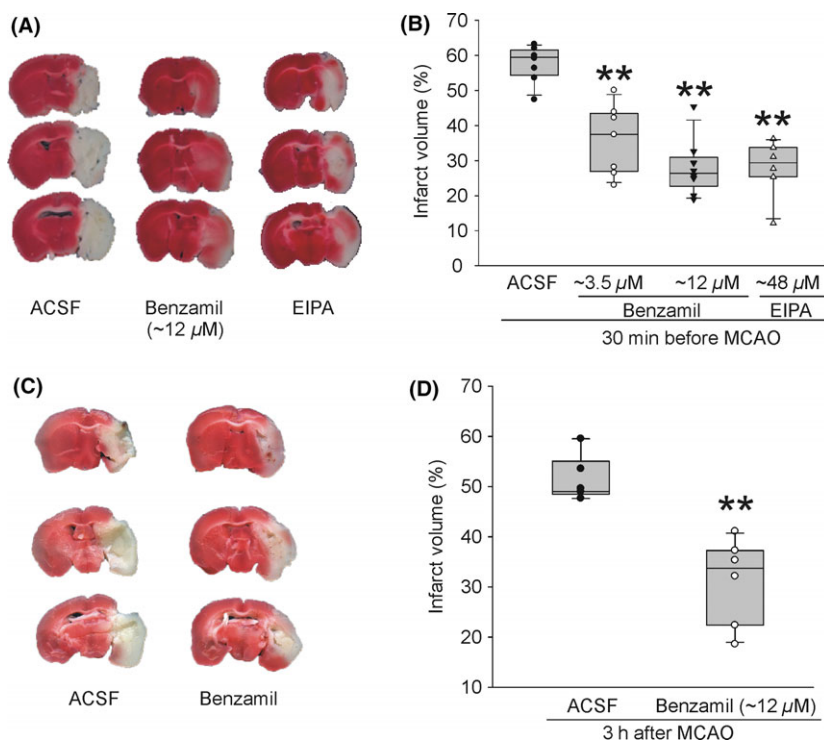 (A)
ACSF
Benzamil
(~12 µM)
EIPA
(B)
Infarct volume (%)
70
60
50
40
30
20
10
0
**
**
**
ACSF
~3.5 µM
~12 µM
~48 µM
Benzamil
EIPA
30 min before MCAO
(C)
ACSF
Benzamil
(D)
Infarct volume (%)
70
60
50
40
30
20
10
**
ACSF
Benzamil (~12 µM)
3 h after MCAO